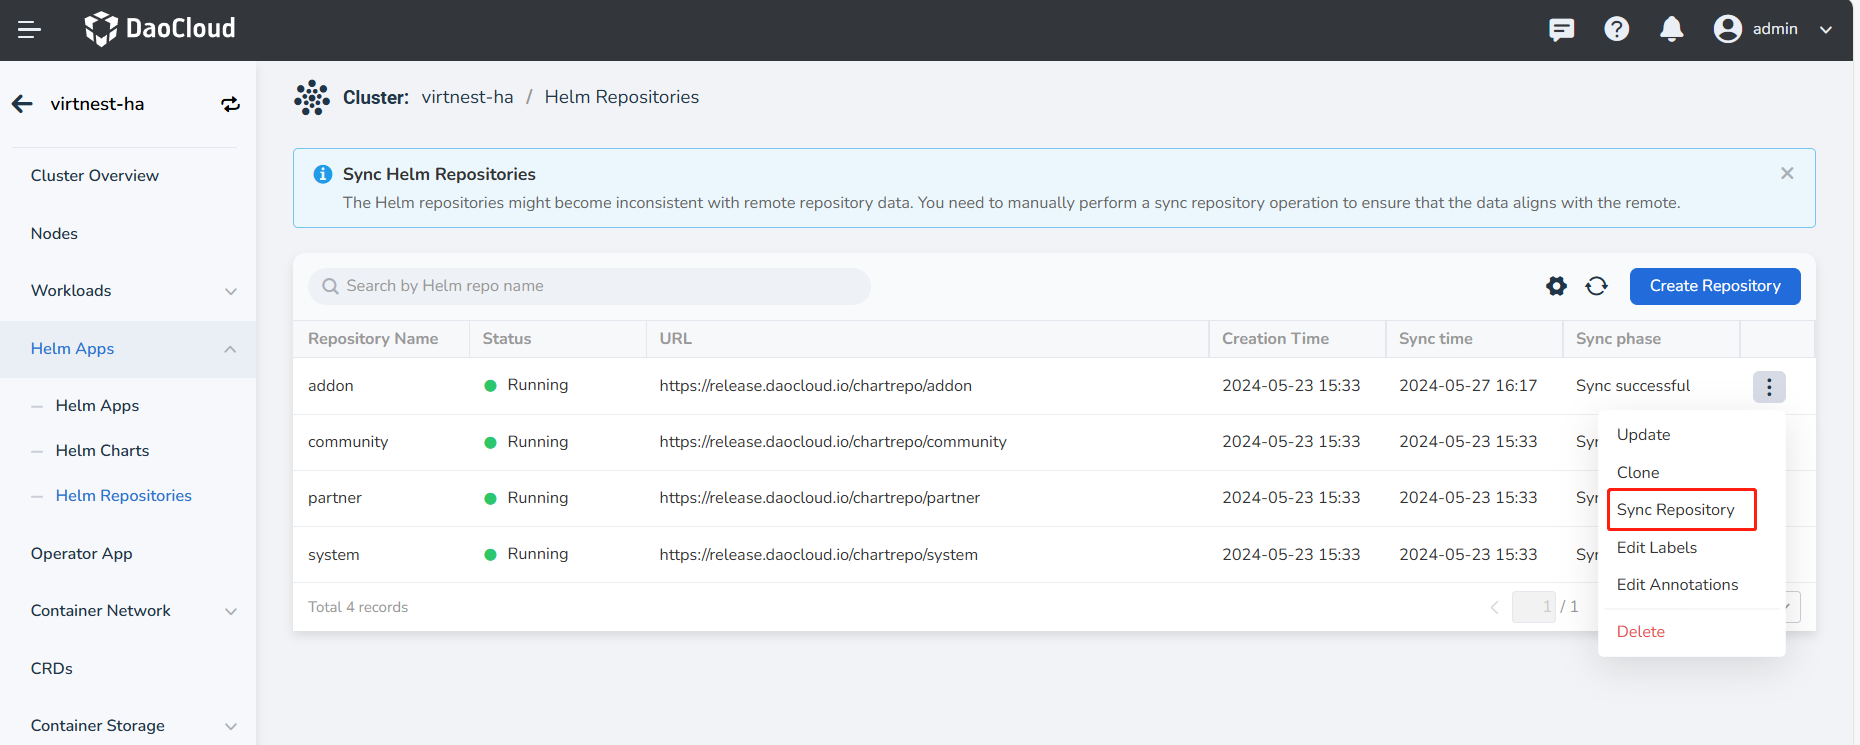 DaoCloud
admin
virtnest-ha
Cluster Overview
Nodes
Workloads
Helm Apps
Helm Apps
Helm Charts
Helm Repositories
Operator App
Container Network
CRDs
Container Storage
Cluster: virtnest-ha / Helm Repositories
Sync Helm Repositories
The Helm repositories might become inconsistent with remote repository data. You need to manually perform a sync repository operation to ensure that the data aligns with the remote.
Search by Helm repo name
Create Repository
Repository Name Status URL Creation Time Sync time Sync phase
addon Running https://release.daocloud.io/chartrepo/addon 2024-05-23 15:33 2024-05-27 16:17 Sync successful
community Running https://release.daocloud.io/chartrepo/community 2024-05-23 15:33 2024-05-23 15:33
partner Running https://release.daocloud.io/chartrepo/partner 2024-05-23 15:33 2024-05-23 15:33
system Running https://release.daocloud.io/chartrepo/system 2024-05-23 15:33 2024-05-23 15:33
Total 4 records
1 / 1
Update
Clone
Sync Repository
Edit Labels
Edit Annotations
Delete